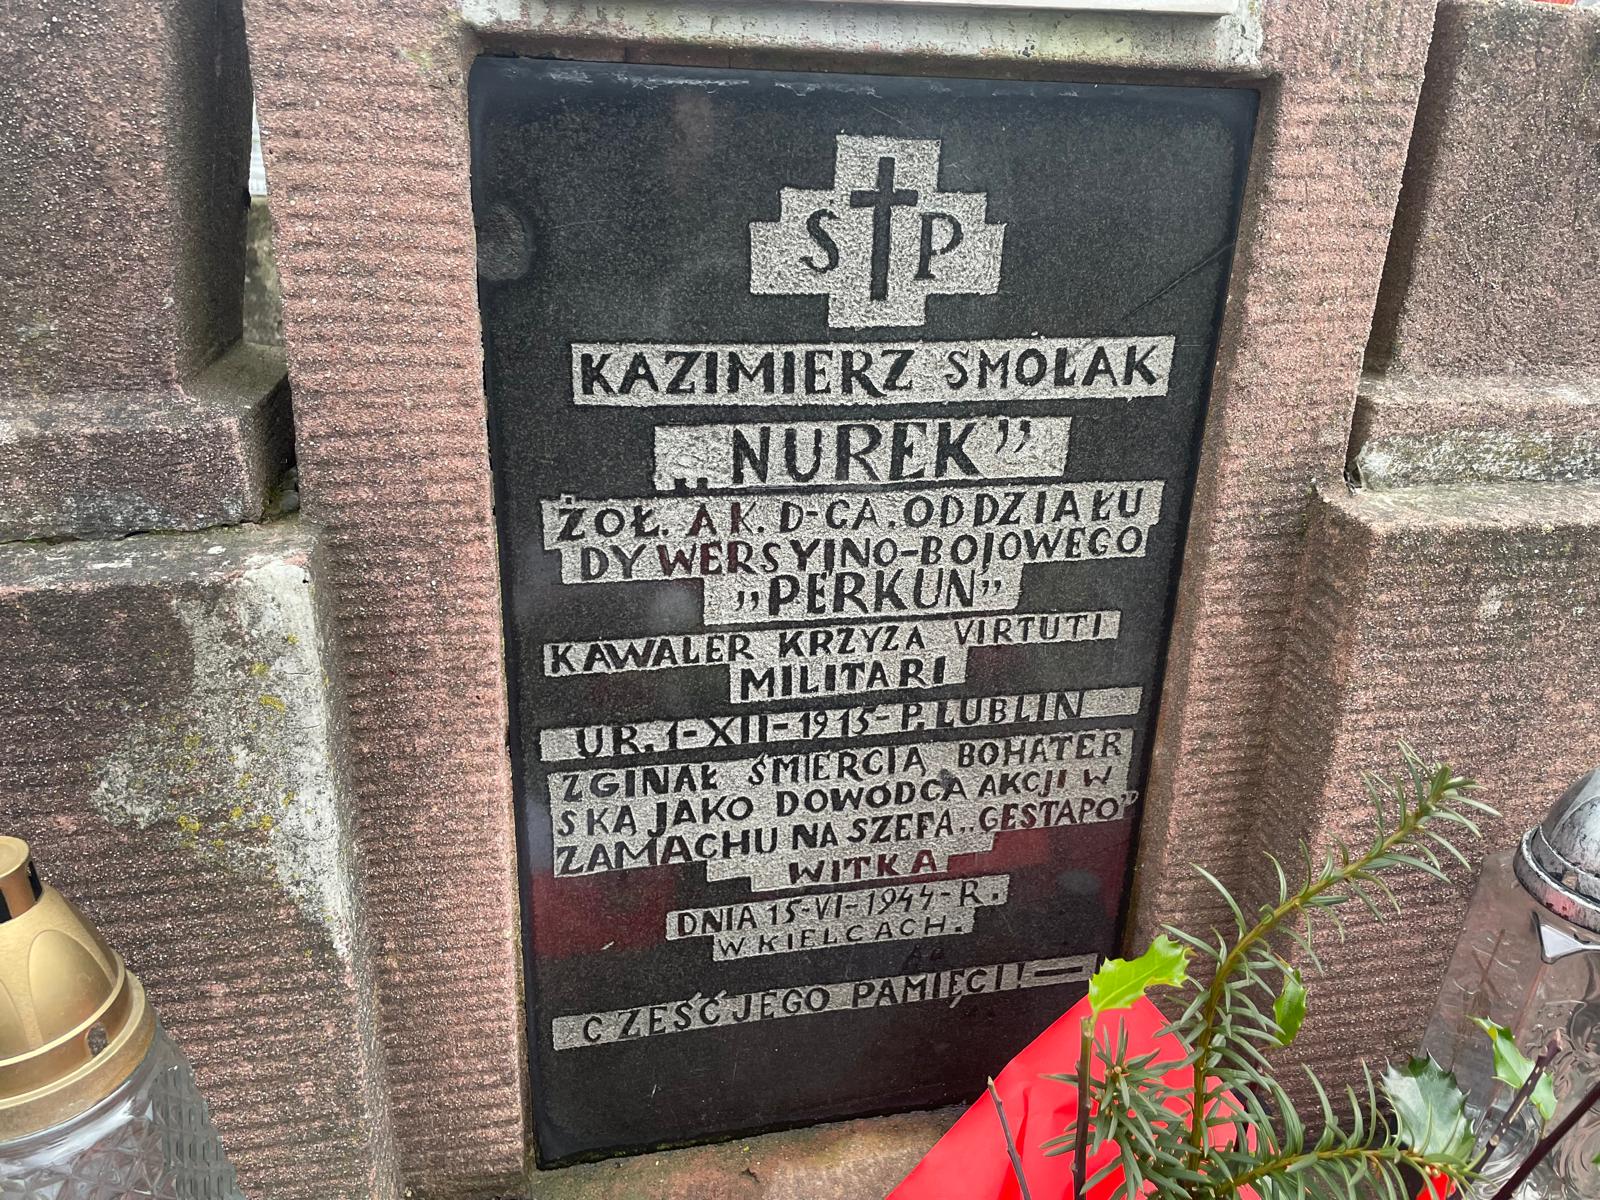 S P
KAZIMIERZ SMOLAK
„NUREK”
ŻOŁ. AK. D-CA. ODDZIAŁU
DYWERSYJNO-BOJOWEGO
„PERKUN”
KAWALER KRZYŻA VIRTUTI
MILITARI
UR. 1-XII-1915-P. LUBLIN
ZGINAŁ ŚMIERCIĄ BOHATER
SKĄ JAKO DOWÓDCA AKCJI W
ZAMACHU NA SZEFA „GESTAPO”
WITKA
DNIA 15-VI-1944-R.
W KIELCACH.
CZEŚĆ JEGO PAMIĘCI!—